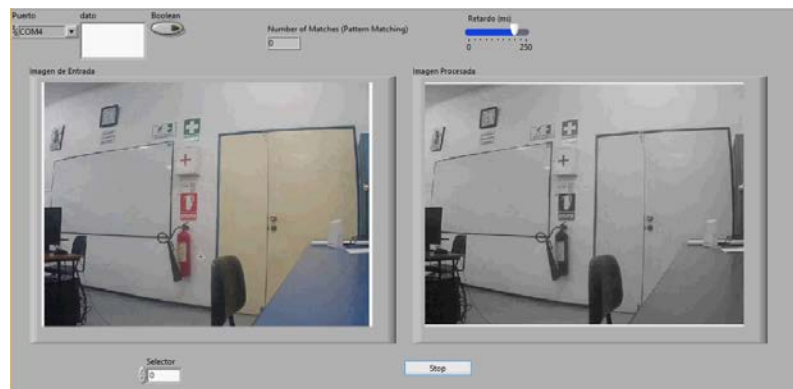 Puerto
dato
Boolean
COM4
Number of Matches (Pattern Matching)
0
Retardo (ms)
0 250
Imagen de Entrada
Imagen Procesada
Selector
0
Stop